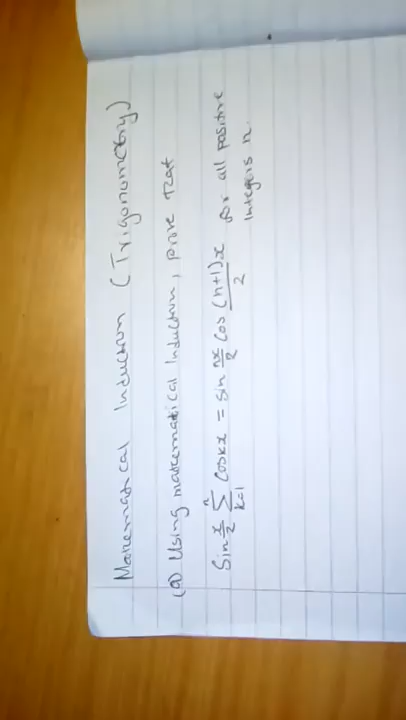 Mathematical Induction (Trigonometry)
(a) Using mathematical Induction, prove that
Sin x/2 Σ_{k=1}^{n} Cos kx = Sin nx/2 Cos (n+1)x/2 for all positive
Integers n.